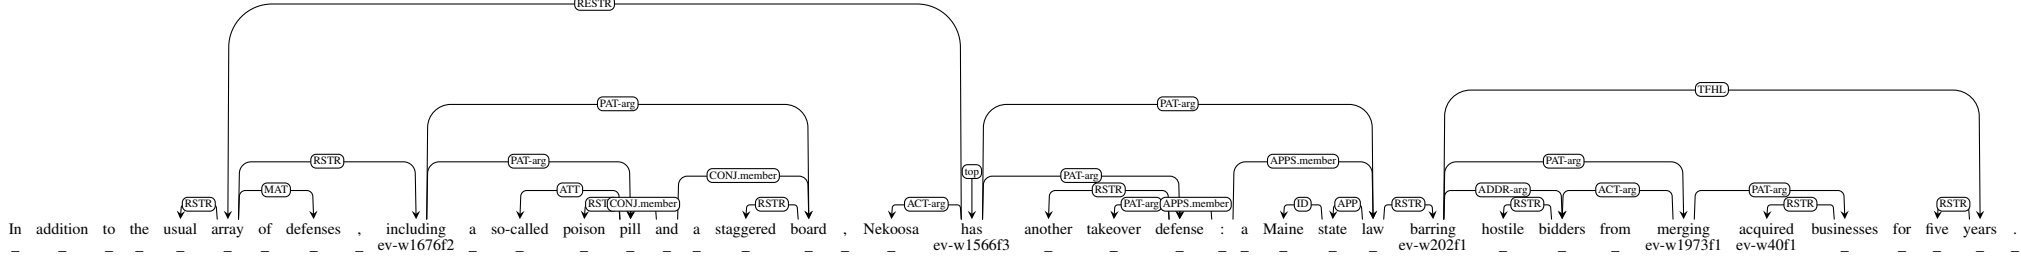 RESTR
PAT-arg PAT-arg TFHL
RSTR PAT-arg CONJ.member top PAT-arg APPS.member PAT-arg
MAT ATT RSTR ADDR-arg ACT-arg PAT-arg
RSTR CONJ.member RSTR ACT-arg PAT-arg APPS.member ID APP RSTR RSTR RSTR RSTR
In addition to the usual array of defenses , including a so-called poison pill and a staggered board , Nekoosa has another takeover defense : a Maine state law barring hostile bidders from merging acquired businesses for five years .
_ _ _ _ _ _ _ _ _ ev-w1676f2 _ _ _ _ _ _ _ _ _ _ ev-w1566f3 _ _ _ _ _ _ _ _ ev-w202f1 _ _ _ ev-w1973f1 ev-w40f1 _ _ _ _ _